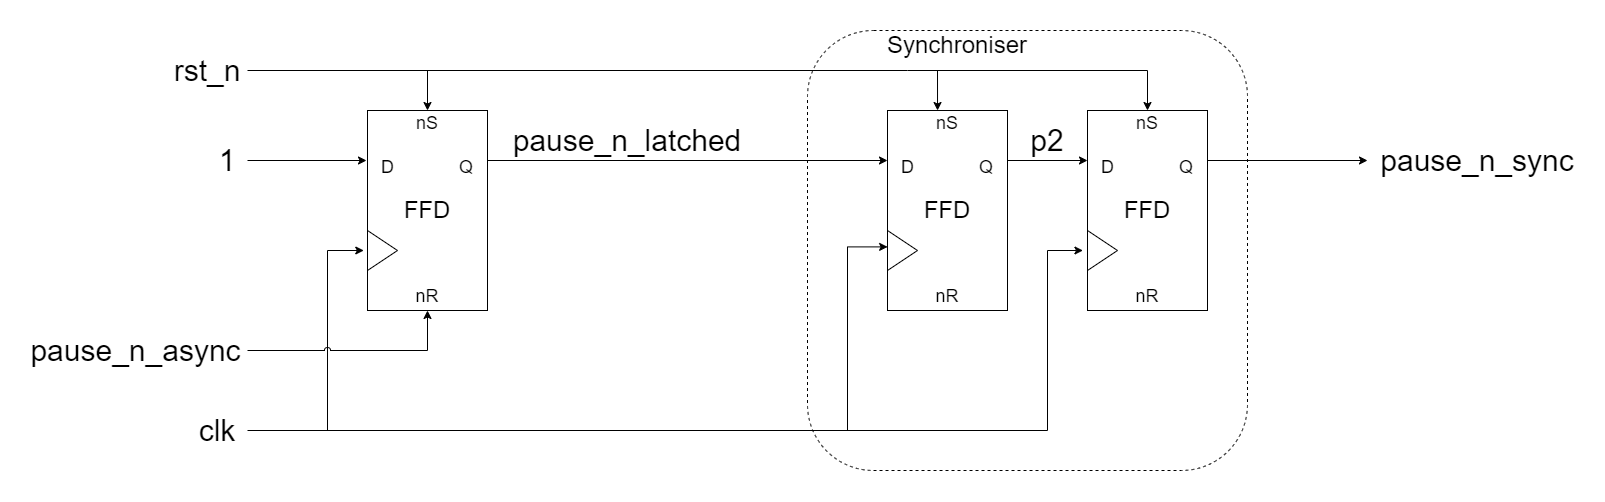 Synchroniser
rst_n
nS
nS
nS
1
D
Q
pause_n_latched
D
Q
p2
D
Q
pause_n_sync
FFD
FFD
FFD
nR
nR
nR
pause_n_async
clk